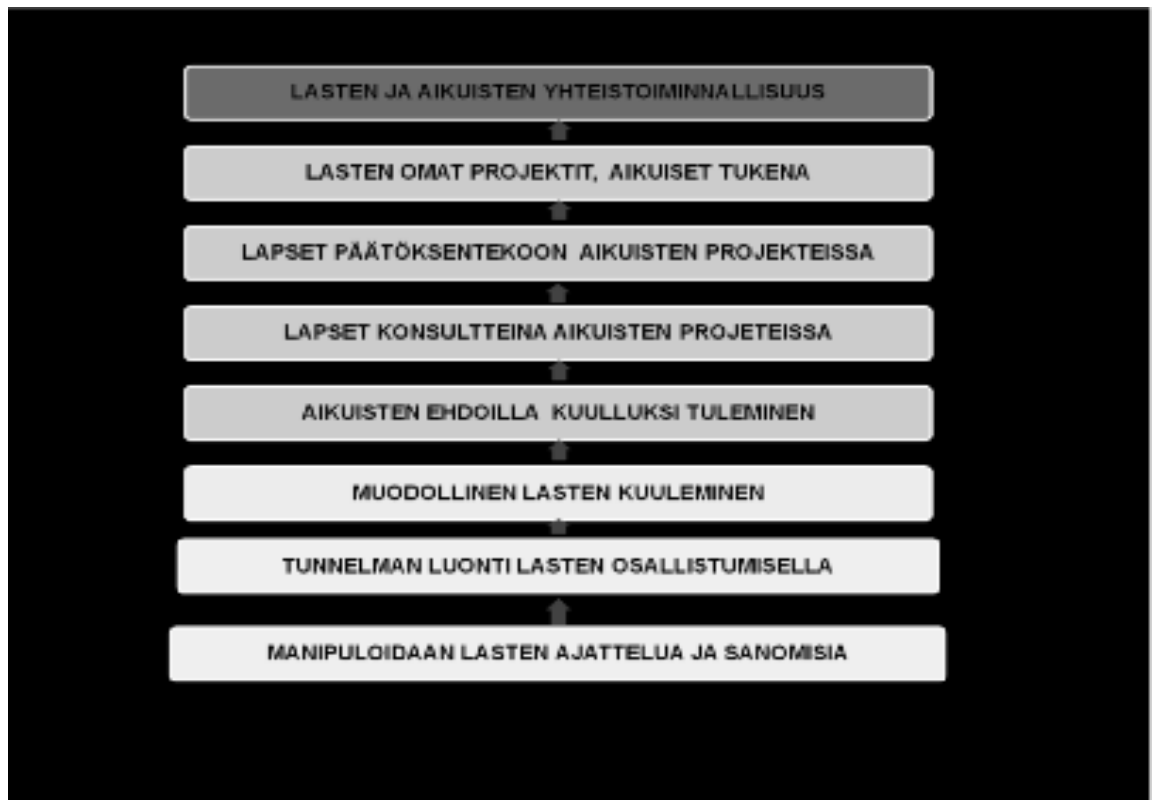 LASTEN JA AIKUISTEN YHTEISTOIMINNALLISUUS
LASTEN OMAT PROJEKTIT, AIKUISET TUKENA
LAPSET PÄÄTÖKSENTEKOON AIKUISTEN PROJEKTEISSA
LAPSET KONSULTTEINA AIKUISTEN PROJETEISSA
AIKUISTEN EHDOILLA KUULLUKSI TULEMINEN
MUODOLLINEN LASTEN KUULEMINEN
TUNNELMAN LUONTI LASTEN OSALLISTUMISELLA
MANIPULOIDAAN LASTEN AJATTELUA JA SANOMISIA